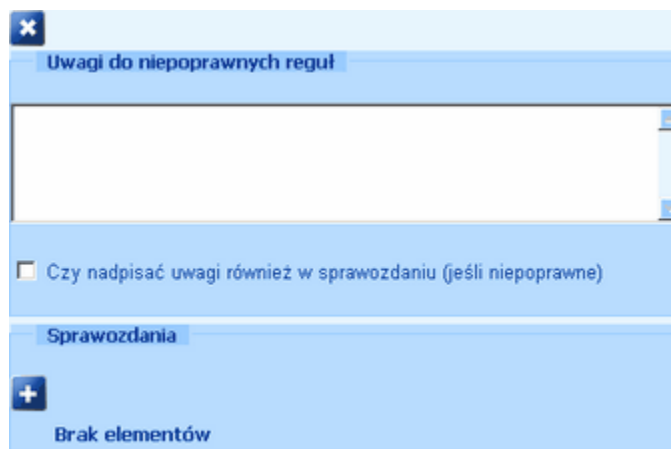 Uwagi do niepoprawnych reguł
Czy nadpisać uwagi również w sprawozdaniu (jeśli niepoprawne)
Sprawozdania
Brak elementów